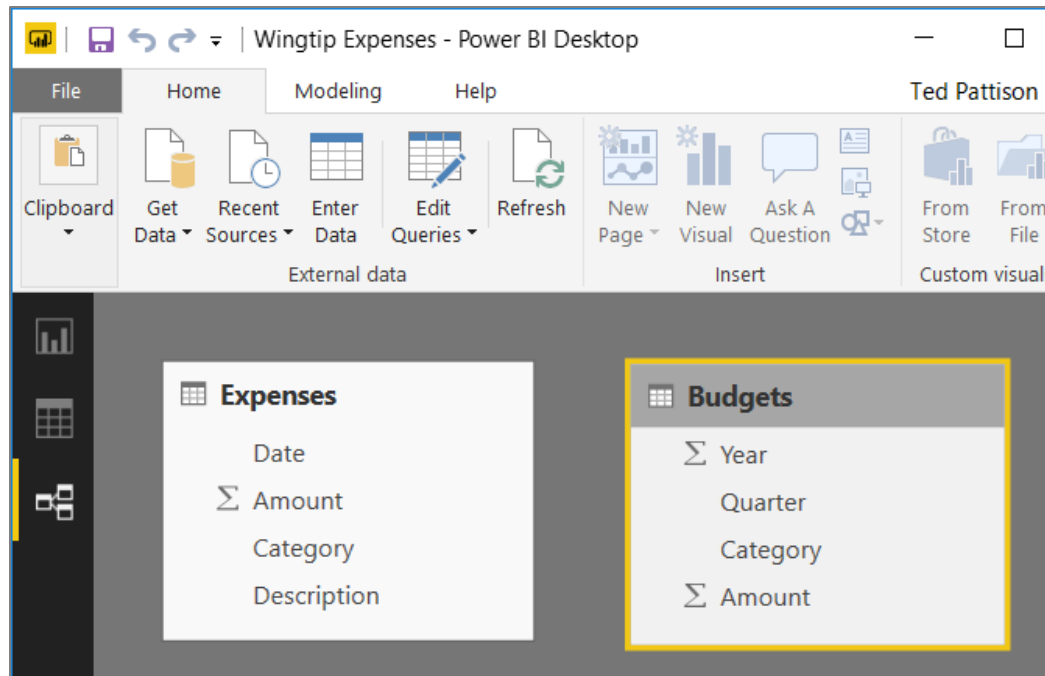 Wingtip Expenses - Power BI Desktop
File Home Modeling Help Ted Pattison
Clipboard
Get Data
Recent Sources
Enter Data
Edit Queries
Refresh
External data
New Page
New Visual
Ask A Question
Insert
From Store
From File
Custom visual
Expenses
Date
Σ Amount
Category
Description
Budgets
Σ Year
Quarter
Category
Σ Amount